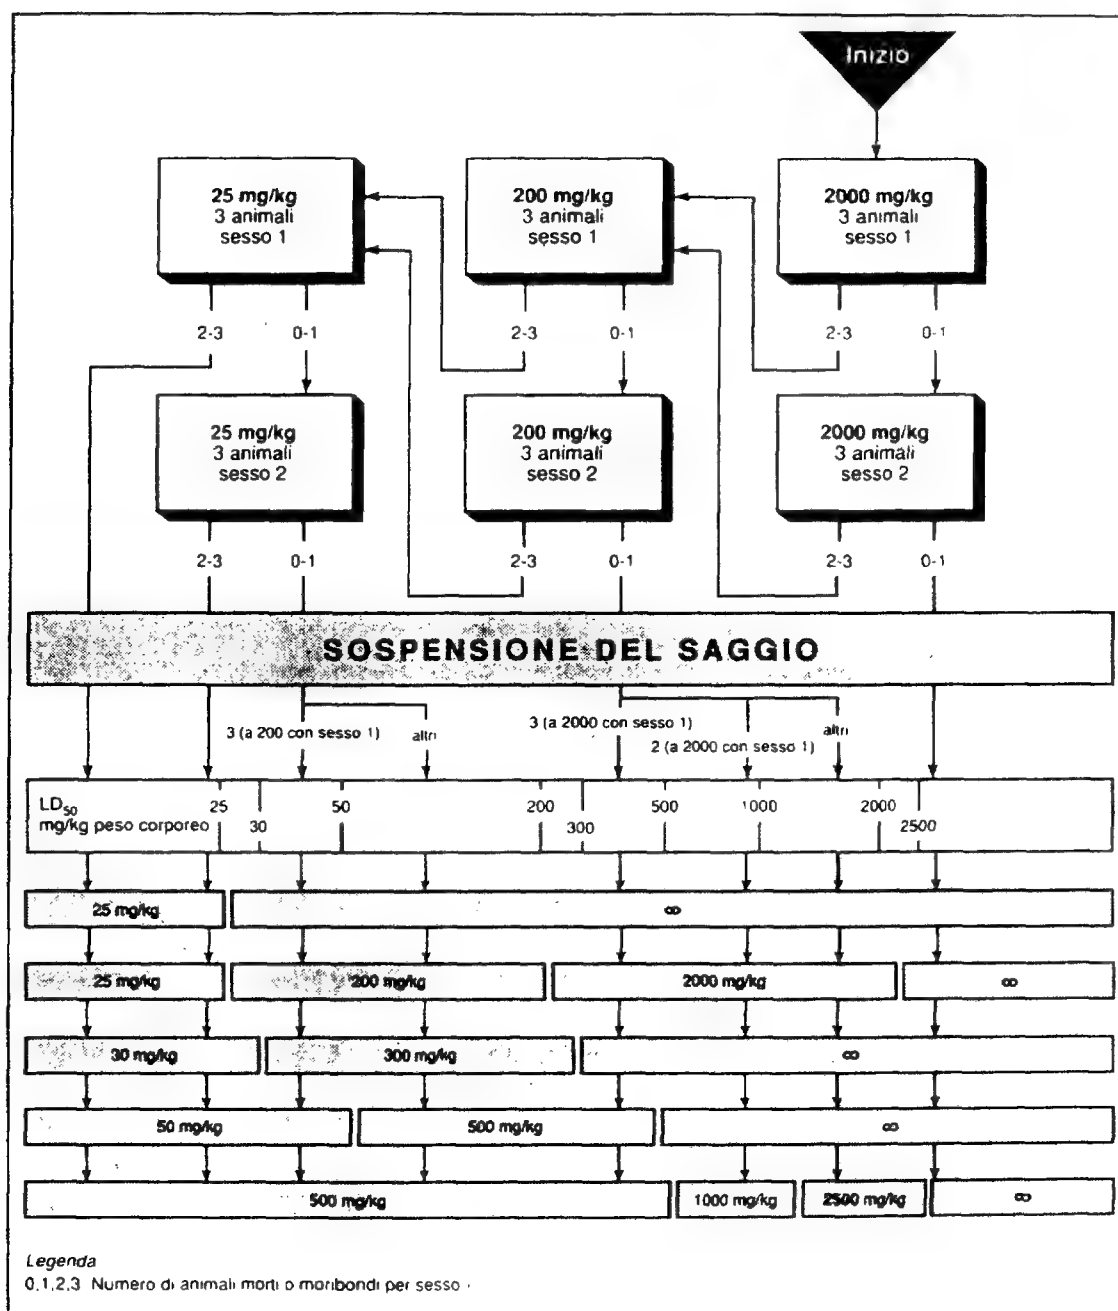 Inizio
25 mg/kg
3 animali
sesso 1
200 mg/kg
3 animali
sesso 1
2000 mg/kg
3 animali
sesso 1
2-3 0-1 2-3 0-1 2-3 0-1
25 mg/kg
3 animali
sesso 2
200 mg/kg
3 animali
sesso 2
2000 mg/kg
3 animali
sesso 2
2-3 0-1 2-3 0-1 2-3 0-1
SOSPENSIONE DEL SAGGIO
3 (a 200 con sesso 1) altri 3 (a 2000 con sesso 1) altri
2 (a 2000 con sesso 1)
LD50 25 50 200 500 1000 2000
mg/kg peso corporeo 30 300 2500
25 mg/kg ∞
25 mg/kg 200 mg/kg 2000 mg/kg ∞
30 mg/kg 300 mg/kg ∞
50 mg/kg 500 mg/kg ∞
500 mg/kg 1000 mg/kg 2500 mg/kg ∞
Legenda
0,1,2,3 Numero di animali morti o moribondi per sesso